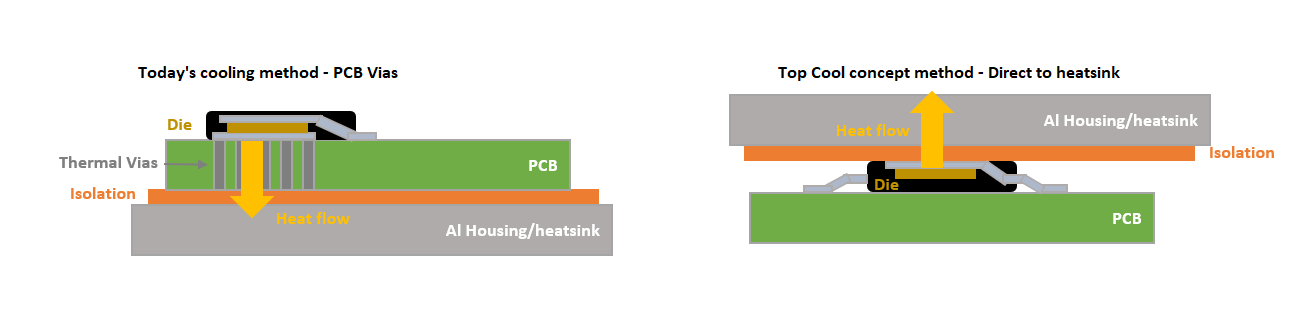 Today's cooling method - PCB Vias
Die
Thermal Vias
PCB
Isolation
Heat flow
Al Housing/heatsink
Top Cool concept method - Direct to heatsink
Al Housing/heatsink
Heat flow
Isolation
Die
PCB